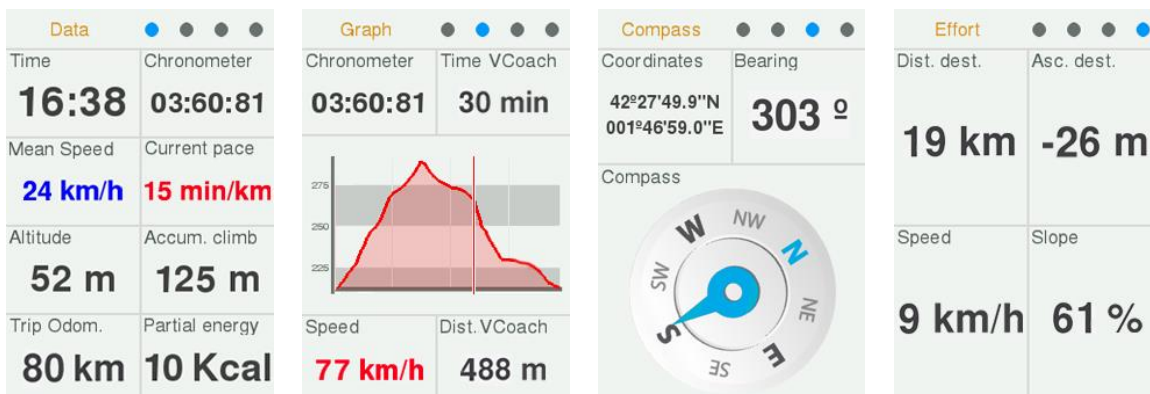 Data
Time
Chronometer
16:38
03:60:81
Mean Speed
Current pace
24 km/h
15 min/km
Altitude
Accum. climb
52 m
125 m
Trip Odom.
Partial energy
80 km
10 Kcal
Graph
Chronometer
Time VCoach
03:60:81
30 min
275
250
225
Speed
Dist.VCoach
77 km/h
488 m
Compass
Coordinates
Bearing
42º27'49.9"N
001º46'59.0"E
303 º
Compass
NW
W
N
SW
NE
S
E
SE
Effort
Dist. dest.
Asc. dest.
19 km
-26 m
Speed
Slope
9 km/h
61 %